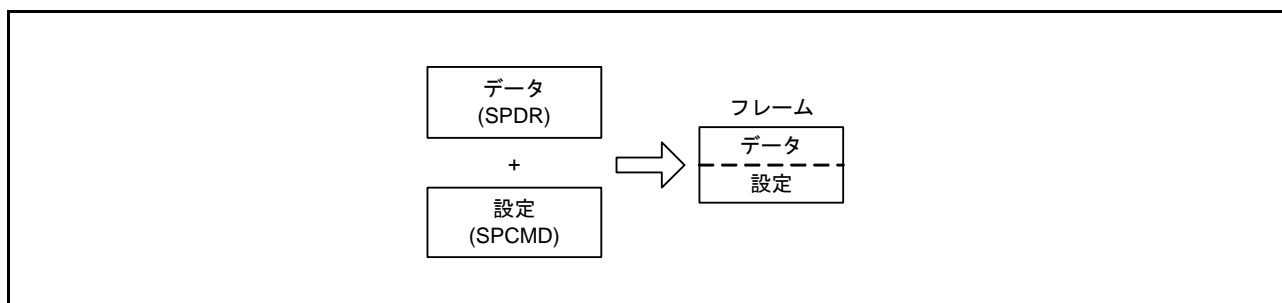 データ
(SPDR)
+
設定
(SPCMD)
フレーム
データ
設定